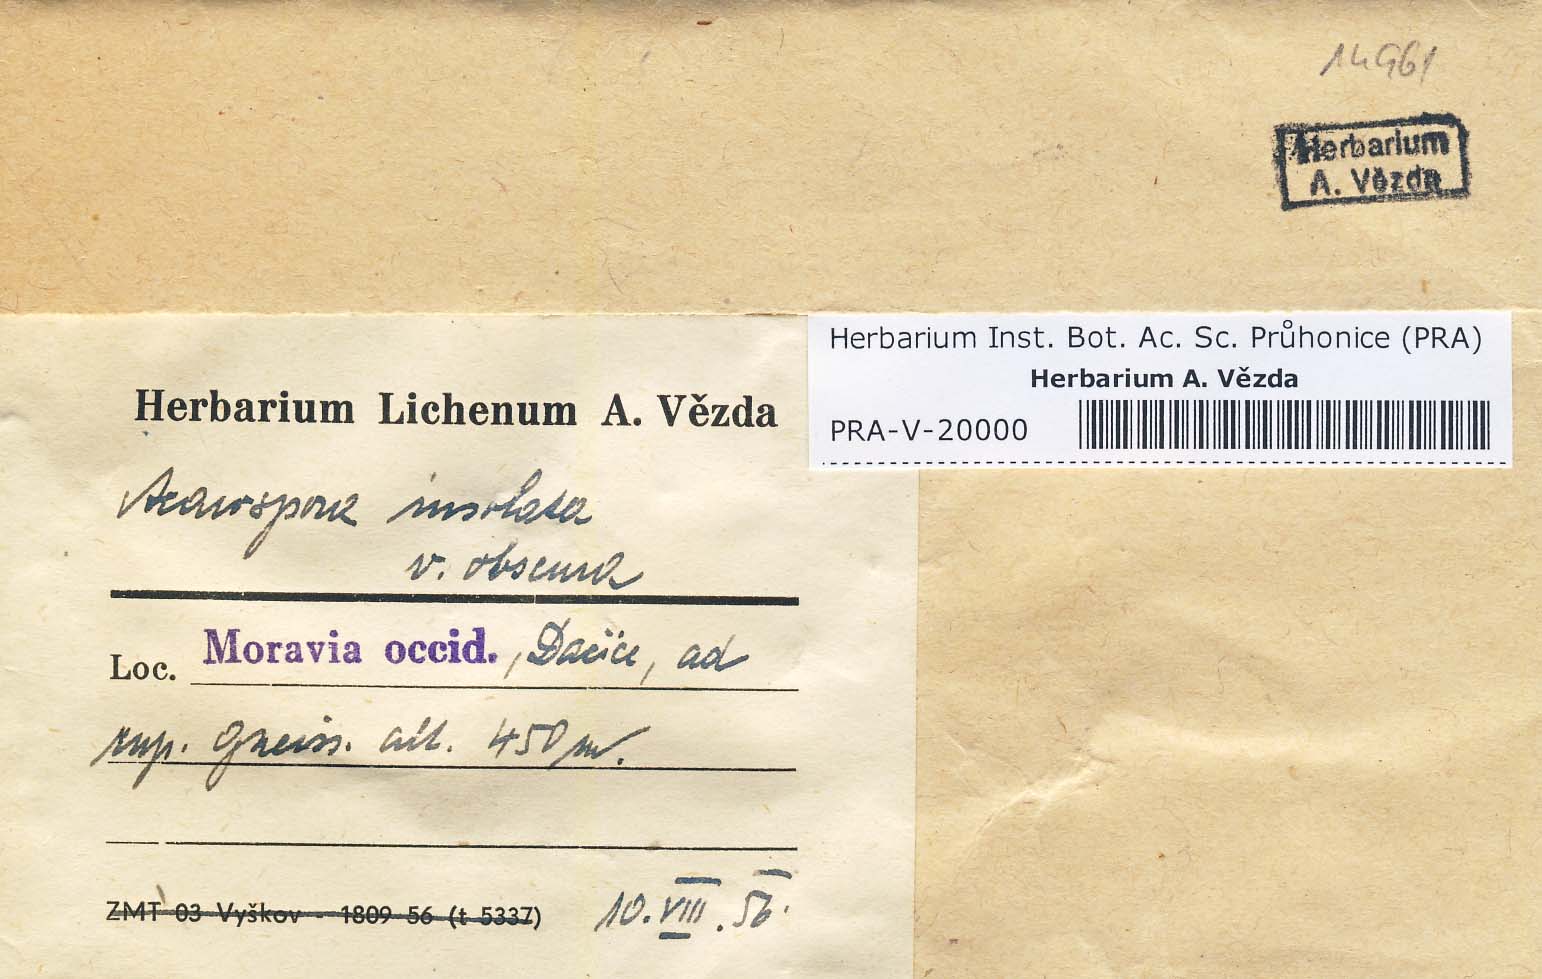 14961
Herbarium
A. Vězda
Herbarium Inst. Bot. Ac. Sc. Průhonice (PRA)
Herbarium A. Vězda
PRA-V-20000
Herbarium Lichenum A. Vězda
Acarospora insolata
v. obscura
Loc. Moravia occid., Dačice, ad
rup. gneiss. alt. 450 m.
ZMT 03 Vyškov - 1809 56 (t 5337)
10. VIII. 56.